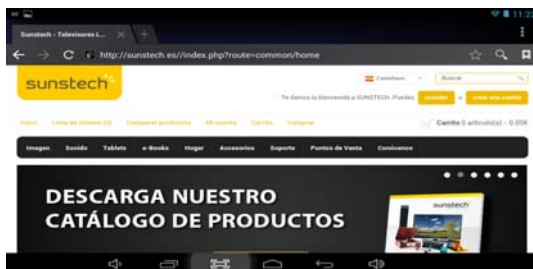 11:22
Sunstech - Televisores L...
http://sunstech.es//index.php?route=common/home
sunstech
Castellano
Buscar
Te damos la bienvenida a SUNSTECH. Puedes acceder o crear una cuenta
Inicio Lista de deseos (0) Comparar productos Mi cuenta Carrito Comprar
Carrito 0 artículo(s) - 0.00€
Imagen Sonido Tablets e-Books Hogar Accesorios Soporte Puntos de Venta Conócenos
DESCARGA NUESTRO
CATÁLOGO DE PRODUCTOS
sunstech